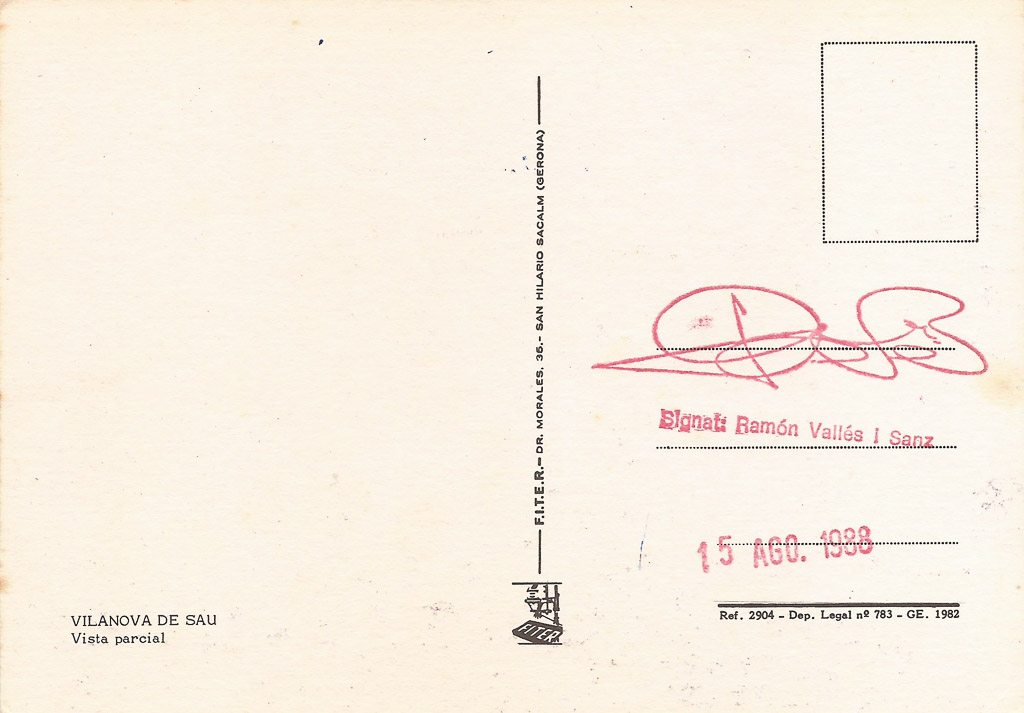 VILANOVA DE SAU
Vista parcial
F.I.T.E.R.- DR. MORALES, 36.- SAN HILARIO SACALM (GERONA)
FITER
Signat: Ramón Vallés i Sanz
15 AGO. 1988
Ref. 2904 - Dep. Legal nº 783 - GE. 1982